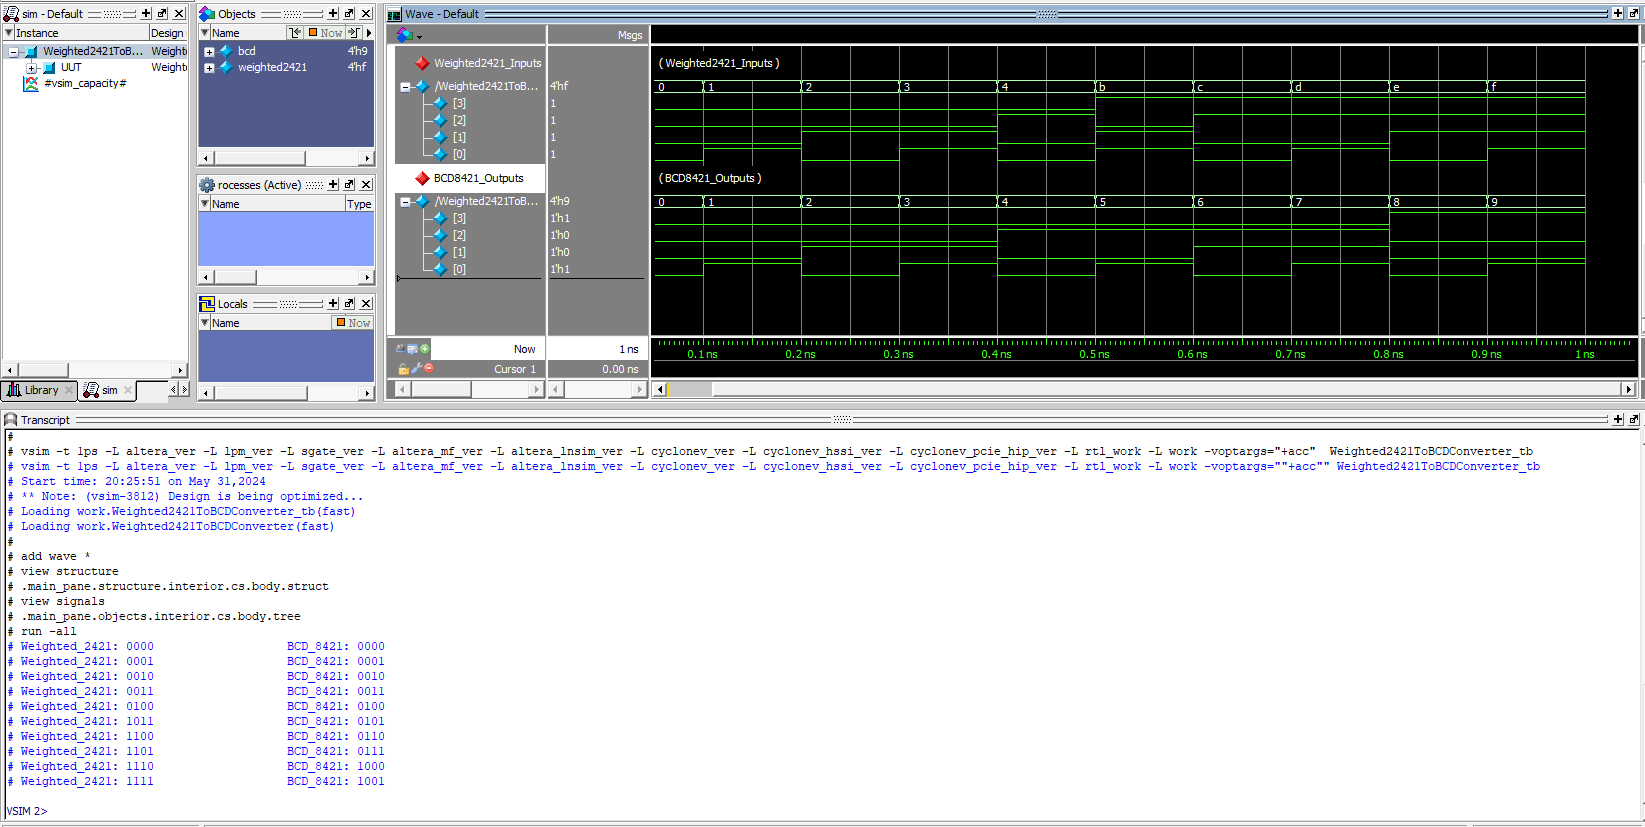 sim - Default
Instance Design
Weighted2421ToB... Weighte
UUT Weighte
#vsim_capacity#
Library sim
Objects
Name Now
bcd 4'h9
weighted2421 4'hf
rocesses (Active)
Name Type
Locals
Name Now
Wave - Default
Msgs
Weighted2421_Inputs
/Weighted2421ToB... 4'hf
[3] 1
[2] 1
[1] 1
[0] 1
BCD8421_Outputs
/Weighted2421ToB... 4'h9
[3] 1'h1
[2] 1'h0
[1] 1'h0
[0] 1'h1
Now 1 ns
Cursor 1 0.00 ns
( Weighted2421_Inputs )
0 1 2 3 4 b c d e f
( BCD8421_Outputs )
0 1 2 3 4 5 6 7 8 9
0.1 ns 0.2 ns 0.3 ns 0.4 ns 0.5 ns 0.6 ns 0.7 ns 0.8 ns 0.9 ns 1 ns
Transcript
#
# vsim -t 1ps -L altera_ver -L lpm_ver -L sgate_ver -L altera_mf_ver -L altera_lnsim_ver -L cyclonev_ver -L cyclonev_hssi_ver -L cyclonev_pcie_hip_ver -L rtl_work -L work -voptargs="+acc" Weighted2421ToBCDConverter_tb
# vsim -t 1ps -L altera_ver -L lpm_ver -L sgate_ver -L altera_mf_ver -L altera_lnsim_ver -L cyclonev_ver -L cyclonev_hssi_ver -L cyclonev_pcie_hip_ver -L rtl_work -L work -voptargs=""+acc"" Weighted2421ToBCDConverter_tb
# Start time: 20:25:51 on May 31,2024
# ** Note: (vsim-3812) Design is being optimized...
# Loading work.Weighted2421ToBCDConverter_tb(fast)
# Loading work.Weighted2421ToBCDConverter(fast)
#
# add wave *
# view structure
# .main_pane.structure.interior.cs.body.struct
# view signals
# .main_pane.objects.interior.cs.body.tree
# run -all
# Weighted_2421: 0000 BCD_8421: 0000
# Weighted_2421: 0001 BCD_8421: 0001
# Weighted_2421: 0010 BCD_8421: 0010
# Weighted_2421: 0011 BCD_8421: 0011
# Weighted_2421: 0100 BCD_8421: 0100
# Weighted_2421: 1011 BCD_8421: 0101
# Weighted_2421: 1100 BCD_8421: 0110
# Weighted_2421: 1101 BCD_8421: 0111
# Weighted_2421: 1110 BCD_8421: 1000
# Weighted_2421: 1111 BCD_8421: 1001
VSIM 2>